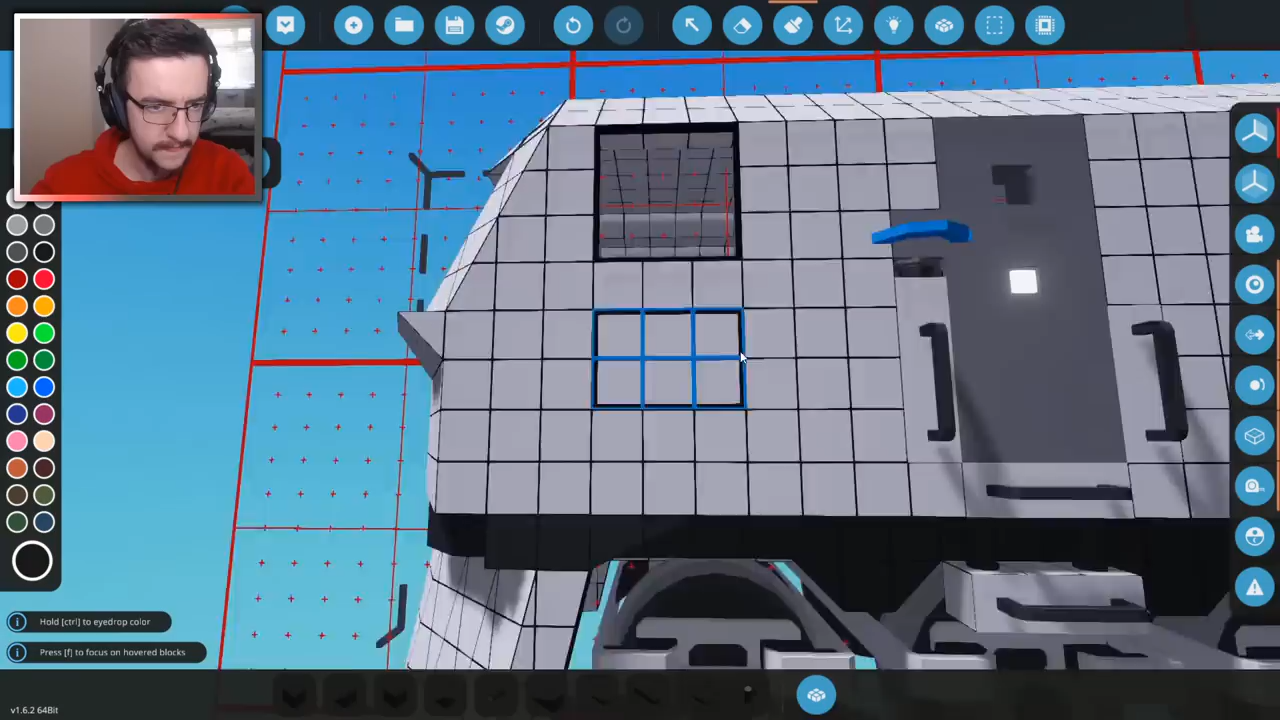 Hold [ctrl] to eyedrop color
Press [f] to focus on hovered blocks
v1.6.2 64Bit